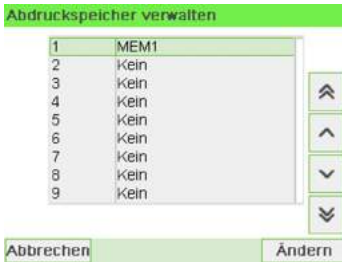 Abdruckspeicher verwalten
1 MEM1
2 Kein
3 Kein
4 Kein
5 Kein
6 Kein
7 Kein
8 Kein
9 Kein
Abbrechen Ändern